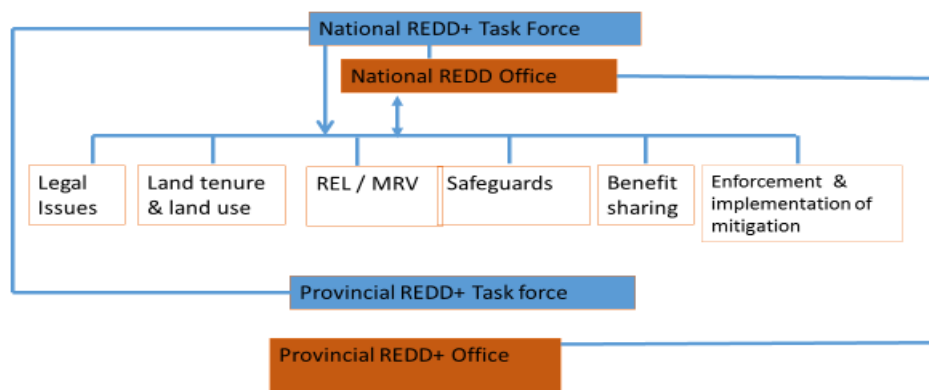 National REDD+ Task Force
National REDD Office
Legal
Issues
Land tenure
& land use
REL / MRV
Safeguards
Benefit
sharing
Enforcement &
implementation of
mitigation
Provincial REDD+ Task force
Provincial REDD+ Office